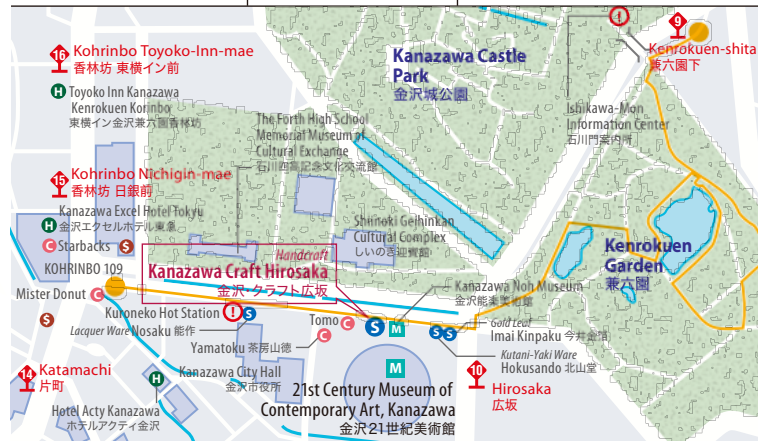 16
Kohrinbo Toyoko-Inn-mae
香林坊 東横イン前
H
Toyoko Inn Kanazawa
Kenrokuen Korinbo
東横イン金沢兼六園香林坊
Kanazawa Castle
Park
金沢城公園
!
9
Kenrokuen-shita
兼六園下
Ishikawa-Mon
Information Center
石川門案内所
The Forth High School
Memorial Museum of
Cultural Exchange
石川四高記念文化交流館
15
Kohrinbo Nichigin-mae
香林坊 日銀前
Kanazawa Excel Hotel Tokyu
H
金沢エクセルホテル東急
C
Starbacks
S
KOHRINBO 109
Shiinoki Geihinkan
Cultural Complex
しいのき迎賓館
Kenrokuen
Garden
兼六園
Handcraft
Kanazawa Craft Hirosaka
金沢・クラフト広坂
Kanazawa Noh Museum
金沢能楽美術館
Mister Donut
C
S
Kuroneko Hot Station
!
S
Lacquer Ware Nosaku 能作
Tomo
C
S
M
Yamatoku 茶房山徳
C
S
S
Gold Leaf
Imai Kinpaku 今井金箔
Kutani-Yaki Ware
Hokusando 北山堂
14
Katamachi
片町
H
Hotel Acty Kanazawa
ホテルアクティ金沢
Kanazawa City Hall
金沢市役所
M
21st Century Museum of
Contemporary Art, Kanazawa
金沢21世紀美術館
10
Hirosaka
広坂